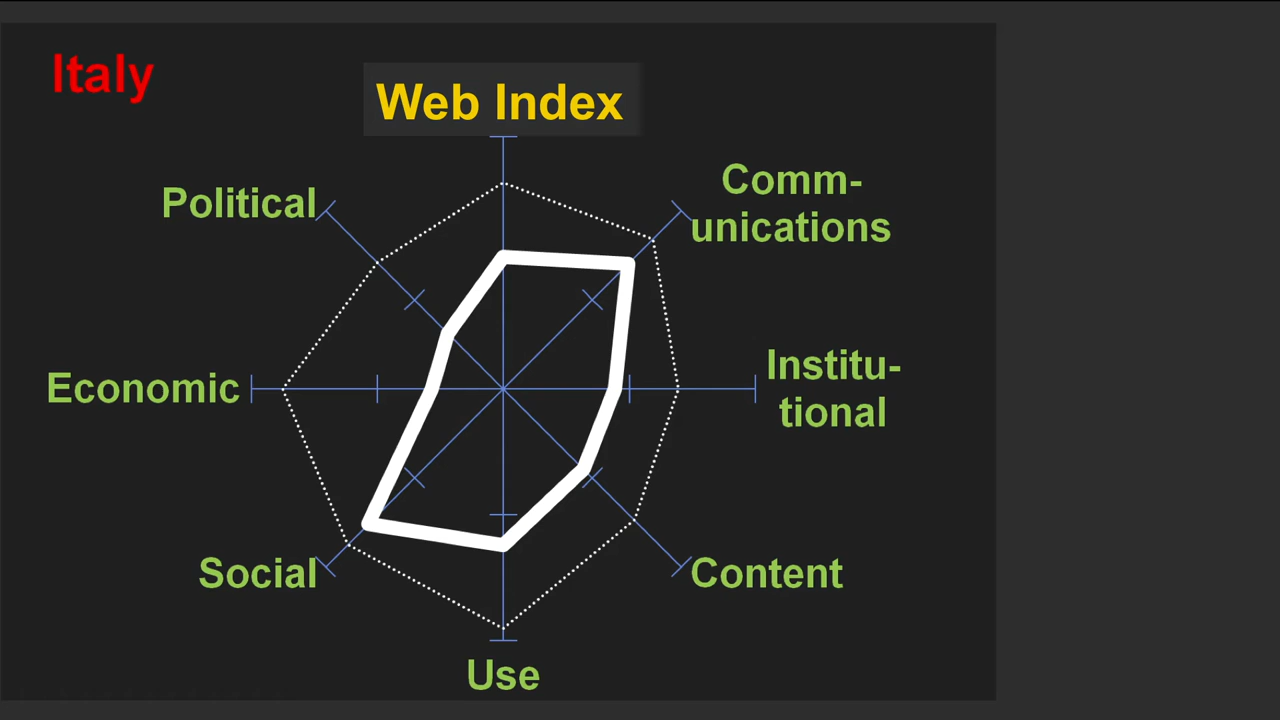 Italy
Web Index
Comm-
unications
Political
Institu-
tional
Economic
Social
Content
Use